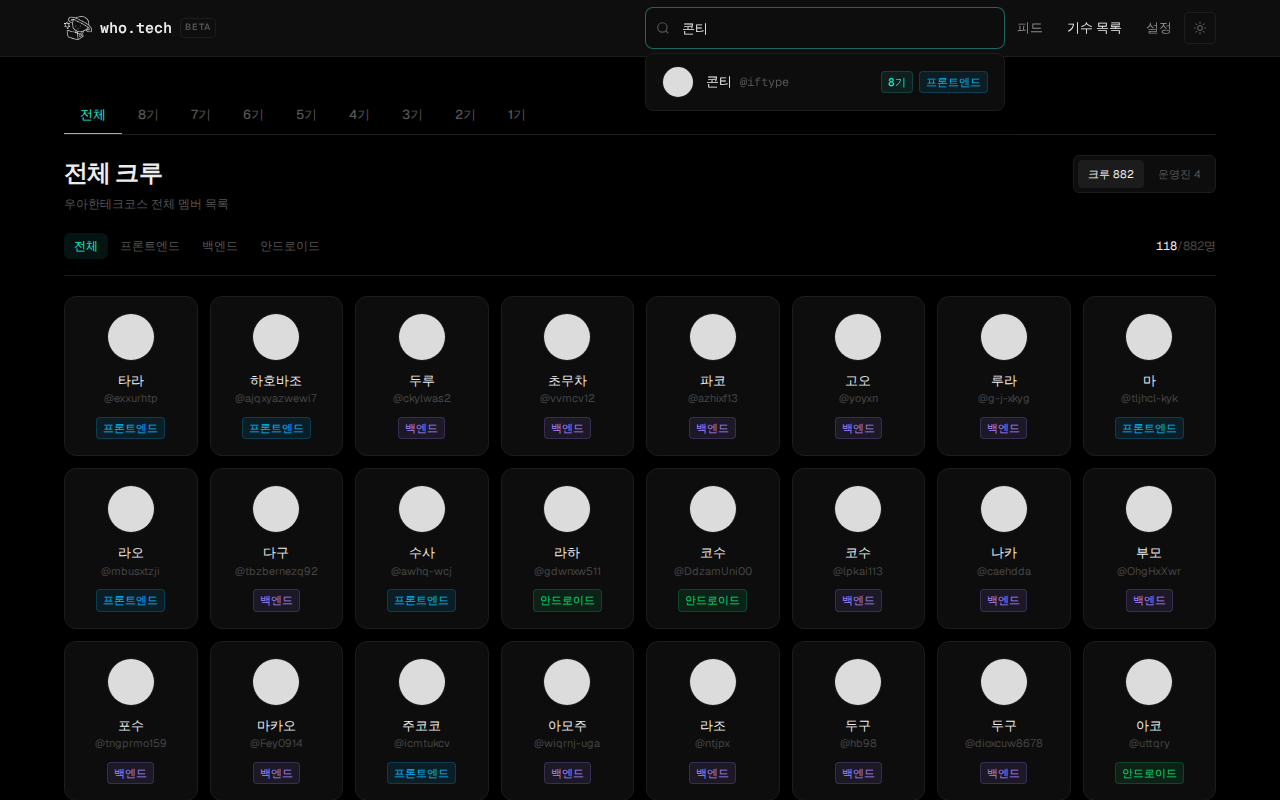 who.tech BETA 콘티 피드 기수 목록 설정
콘티 @iftype 8기 프론트엔드
전체 8기 7기 6기 5기 4기 3기 2기 1기
전체 크루
크루 882 운영진 4
우아한테크코스 전체 멤버 목록
전체 프론트엔드 백엔드 안드로이드 118/882명
타라 하호바조 두루 초무차 파코 고오 루라 마
@exxurhtp @ajqxyazwewi7 @ckylwas2 @vvmcv12 @azhixf13 @yoyxn @g-j-xkyg @tljhcl-kyk
프론트엔드 프론트엔드 백엔드 백엔드 백엔드 백엔드 백엔드 프론트엔드
라오 다구 수사 라하 코수 코수 나카 부모
@mbusxtzji @tbzbernezq92 @awhq-wcj @gdwnxw511 @DdzamUni00 @lpkai113 @caehdda @OhgHxXwr
프론트엔드 백엔드 프론트엔드 안드로이드 안드로이드 백엔드 백엔드 백엔드
포수 마카오 주코코 아모주 라조 두구 두구 아코
@tngprmo159 @Fey0914 @icmtukcv @wiqrnj-uga @ntjpx @hb98 @dioxcuw8678 @uttqry
백엔드 백엔드 프론트엔드 백엔드 백엔드 백엔드 백엔드 안드로이드